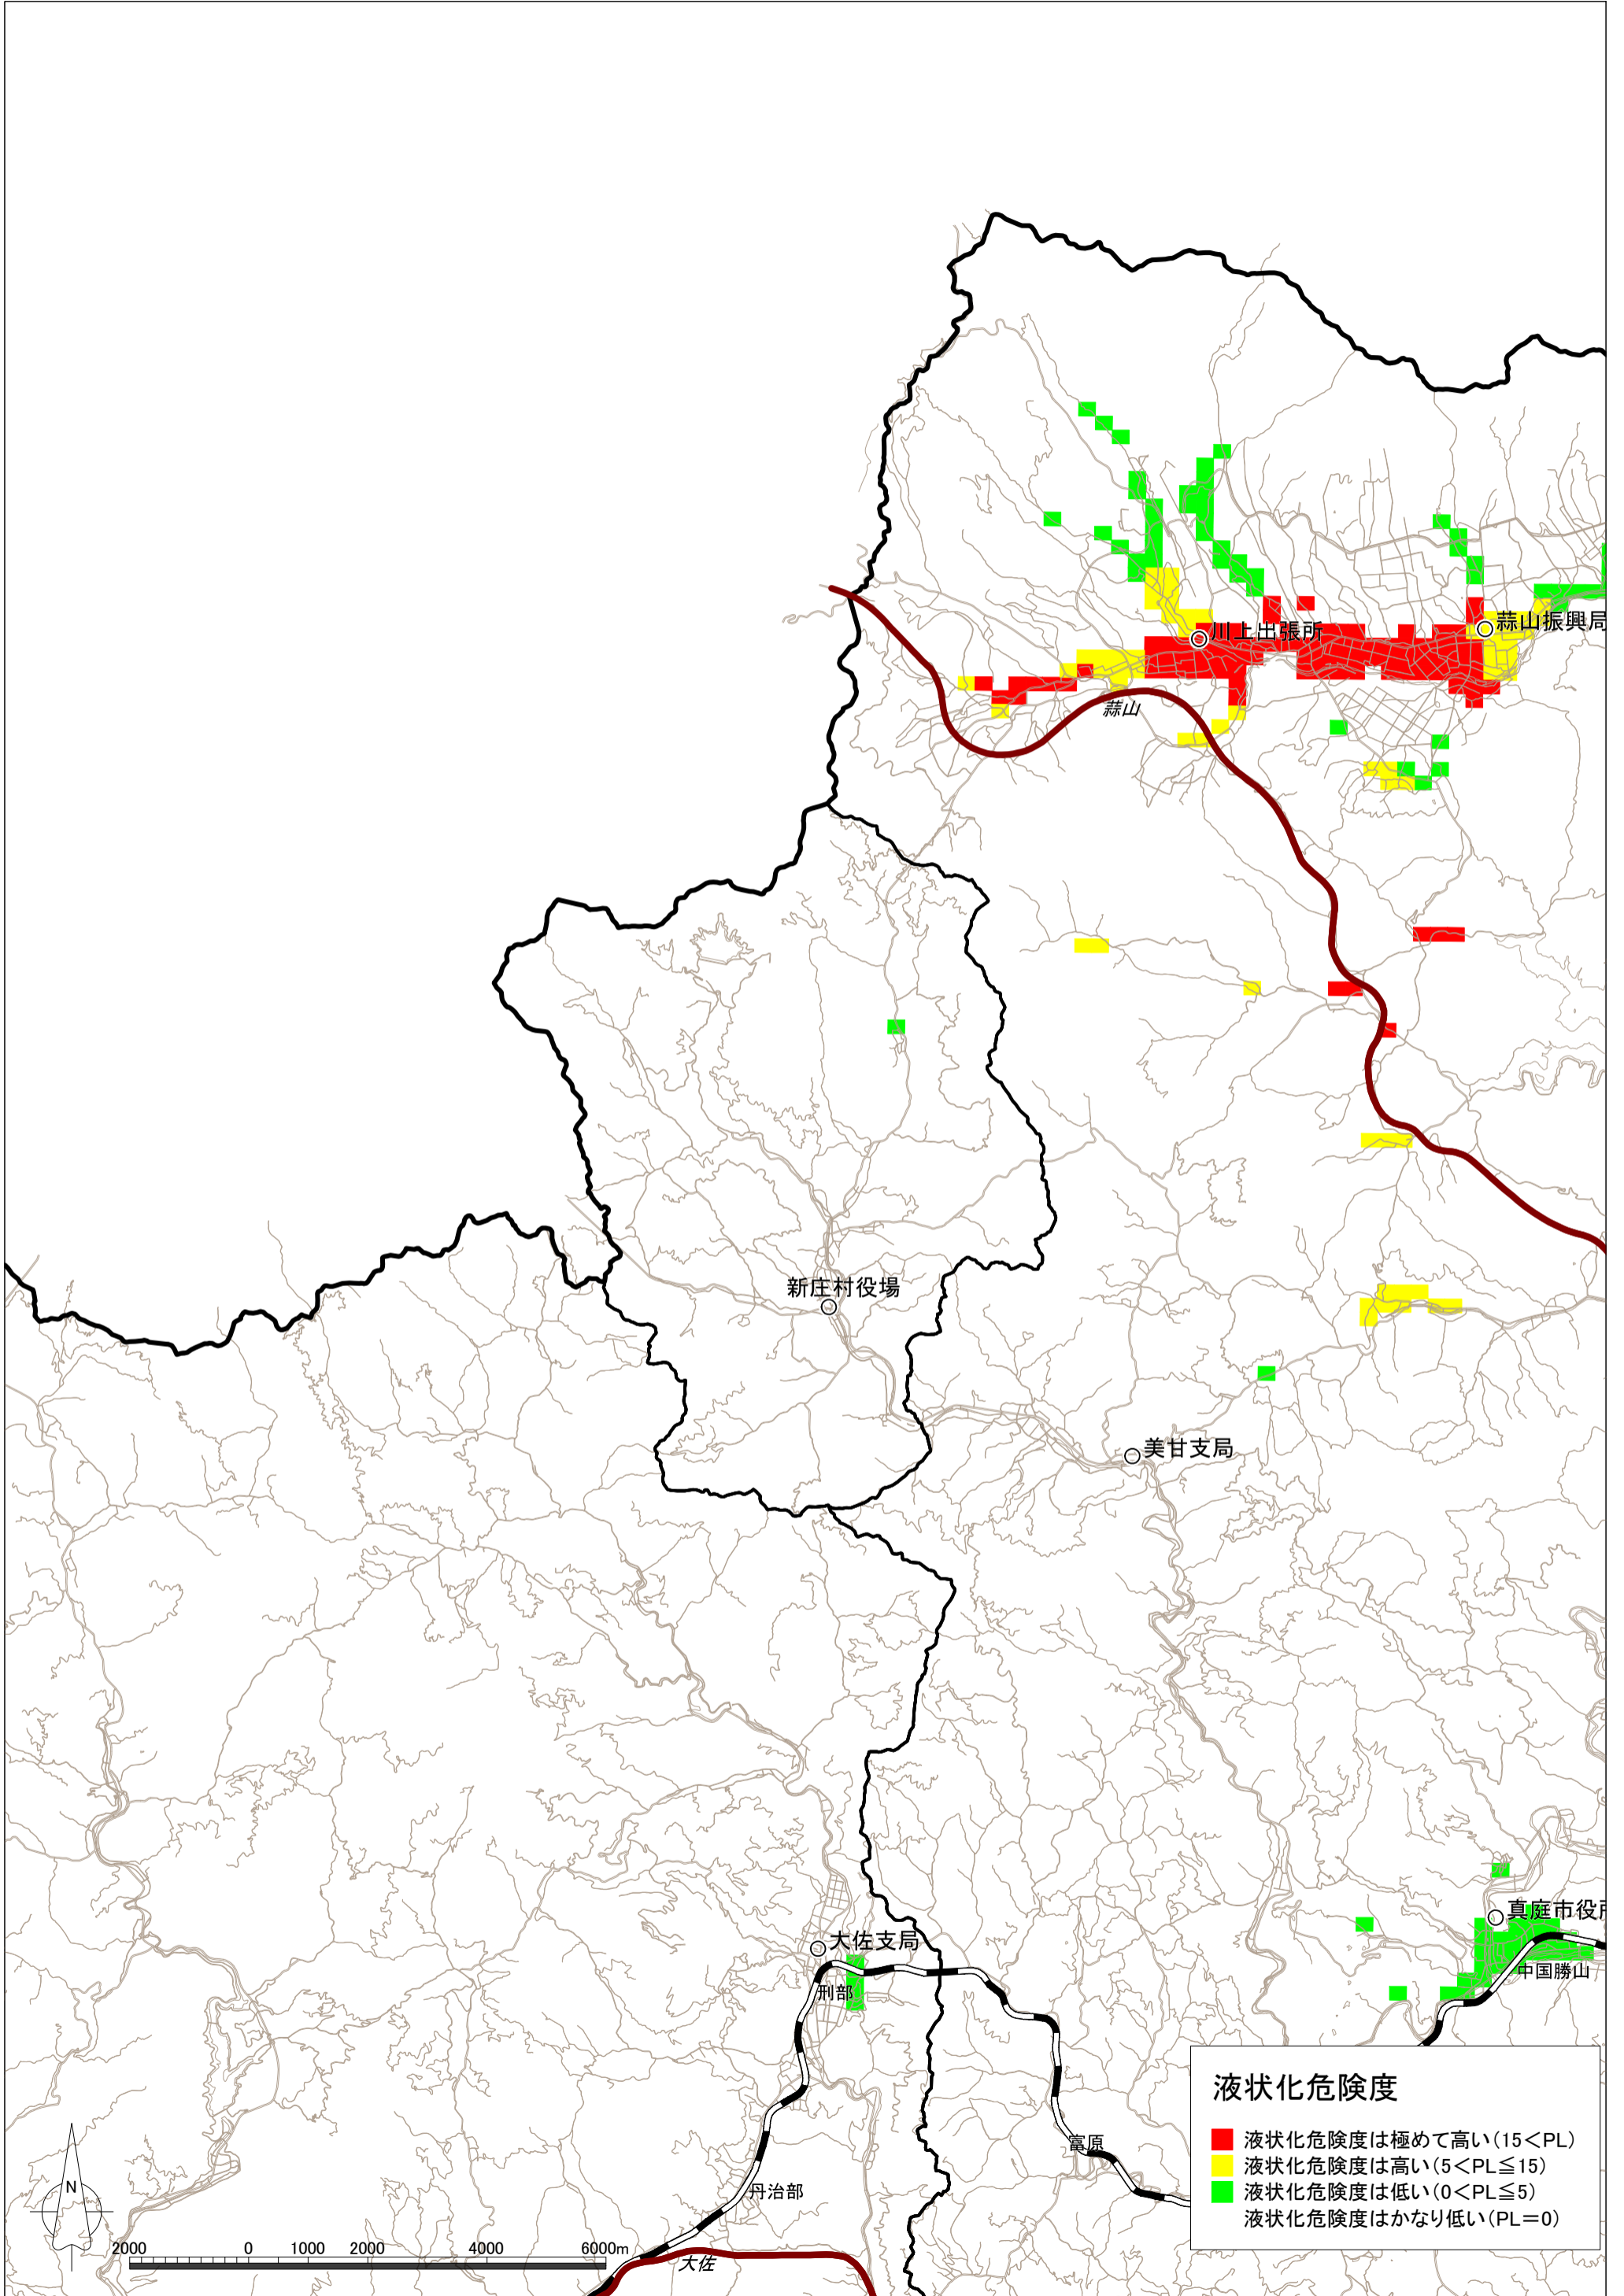 川上出張所
蒜山振興局
蒜山
新庄村役場
美甘支局
真庭市役
中国勝山
大佐支局
刑部
富原
丹治部
大佐
N
2000 0 1000 2000 4000 6000m
液状化危険度
液状化危険度は極めて高い(15<PL)
液状化危険度は高い(5<PL≦15)
液状化危険度は低い(0<PL≦5)
液状化危険度はかなり低い(PL=0)